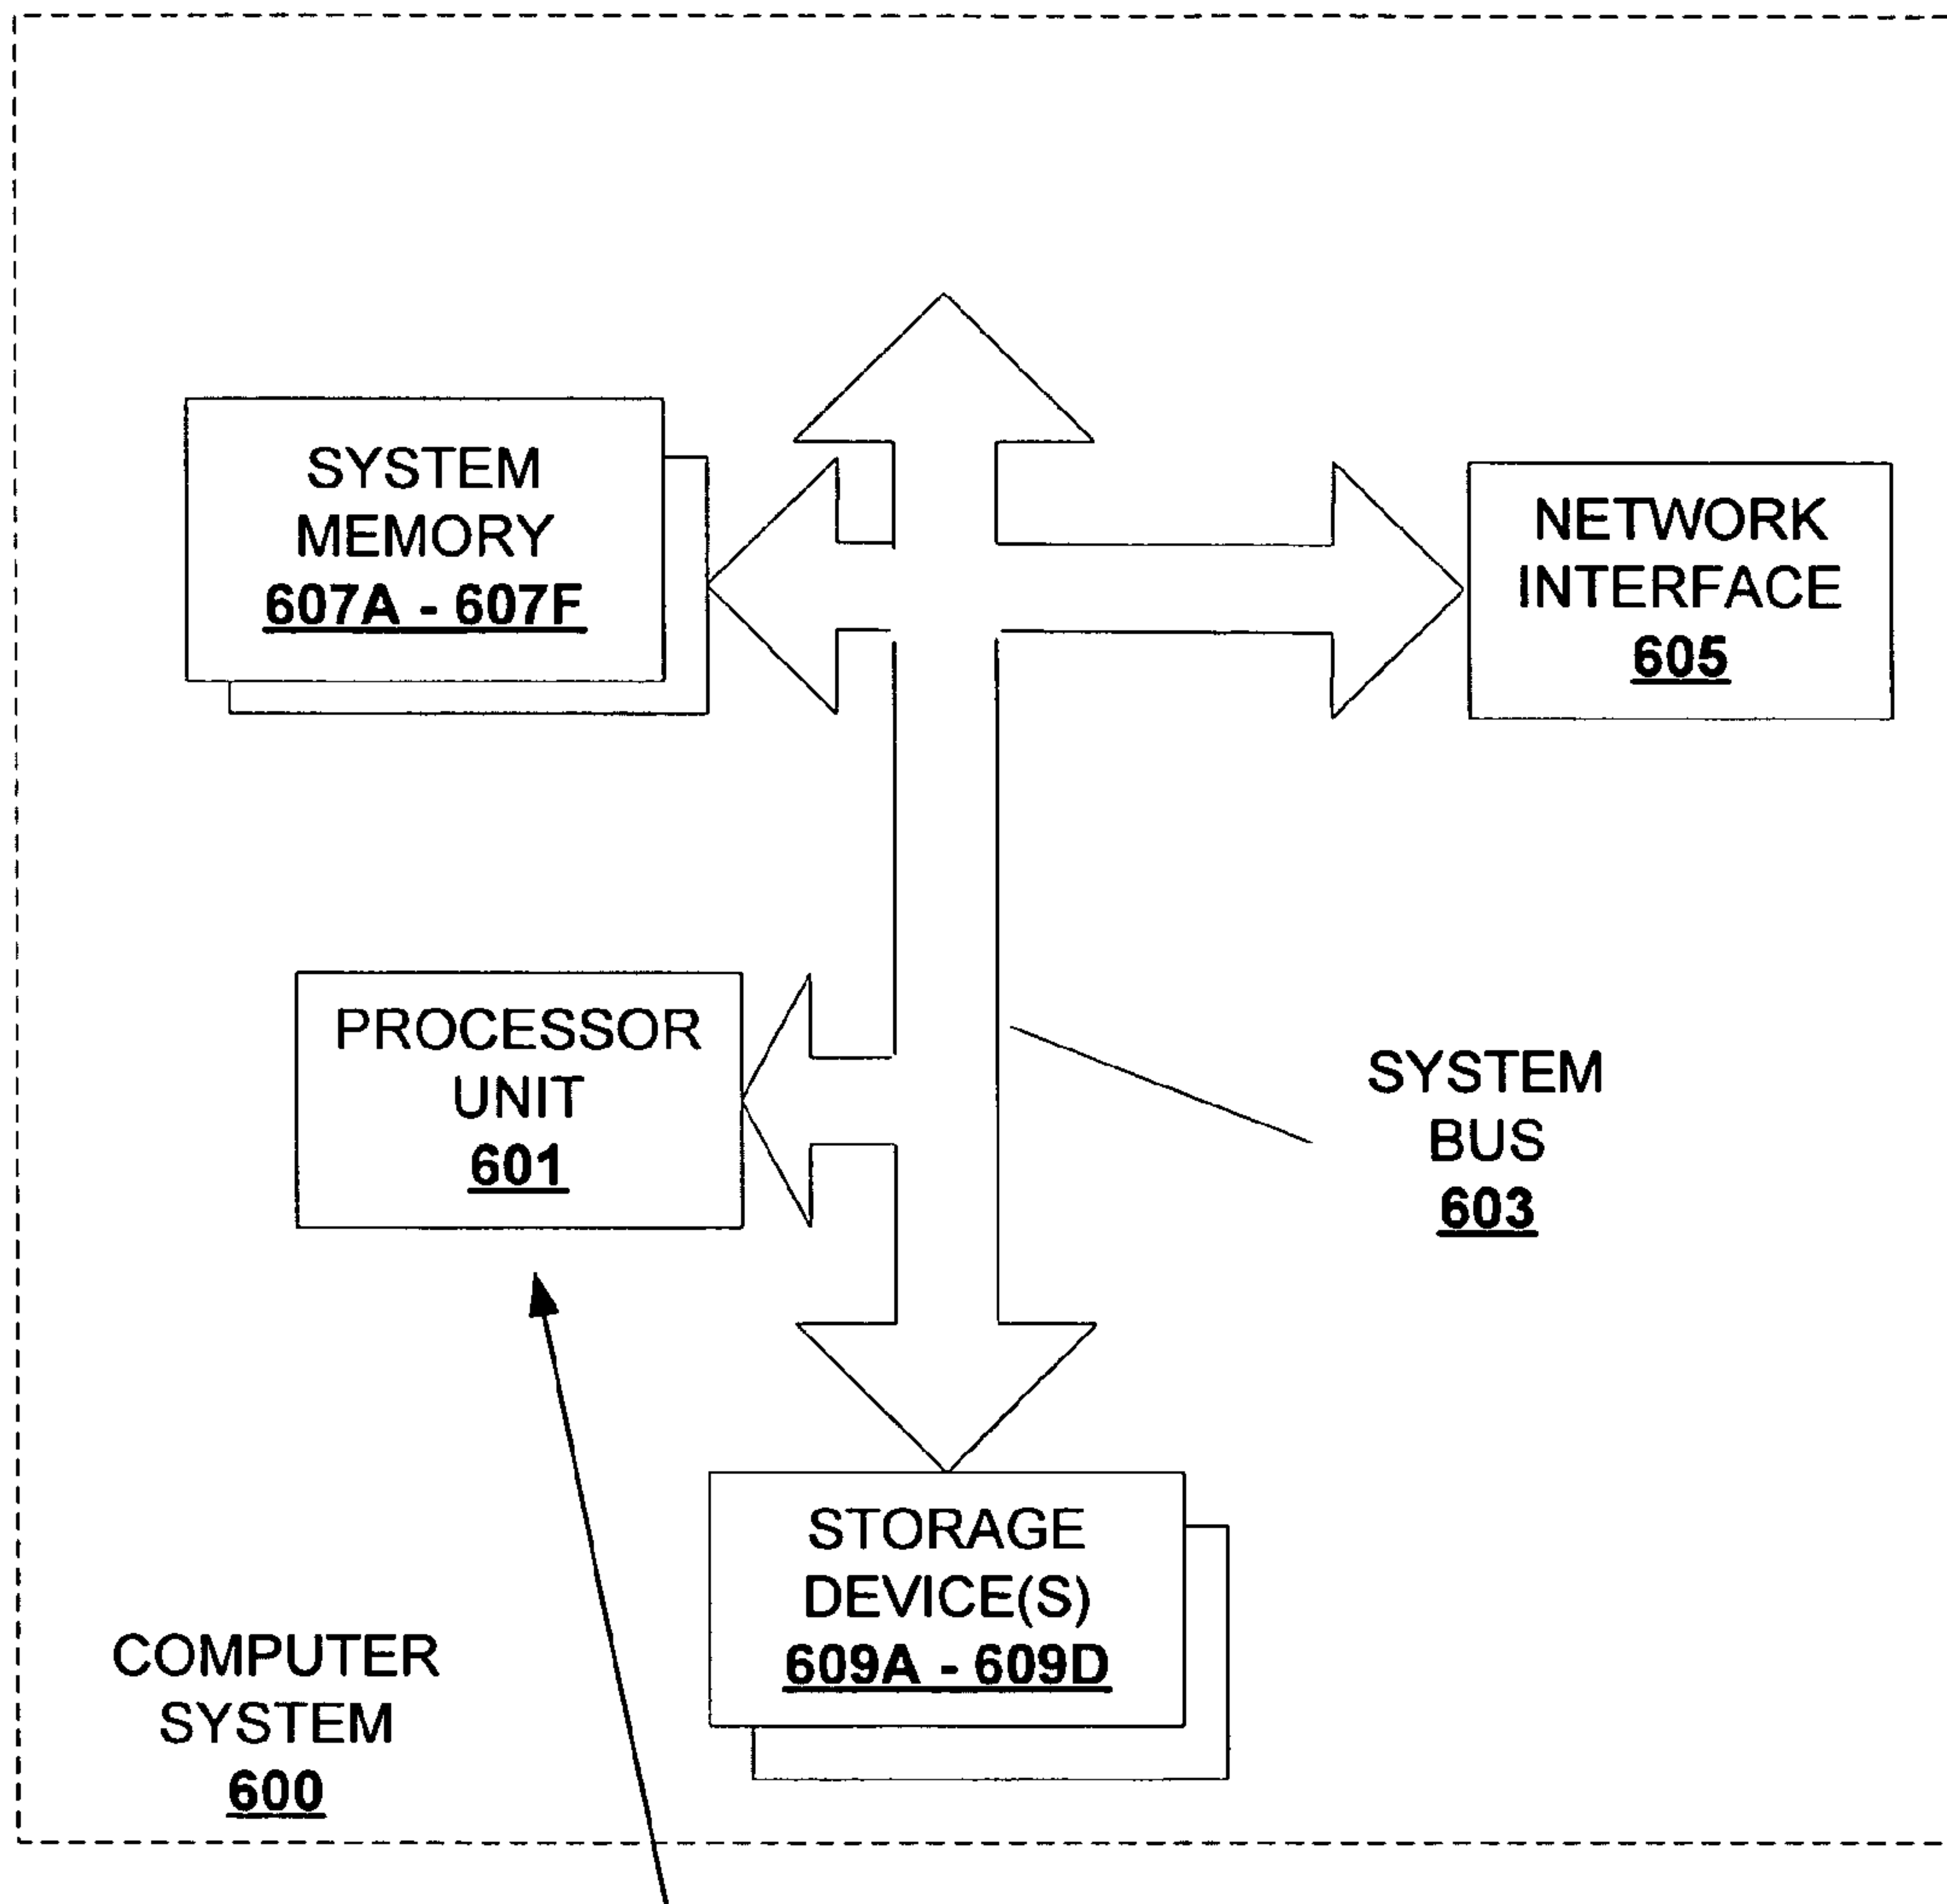 SYSTEM
MEMORY
607A - 607F
NETWORK
INTERFACE
605
PROCESSOR
UNIT
601
SYSTEM
BUS
603
STORAGE
DEVICE(S)
609A - 609D
COMPUTER
SYSTEM
600